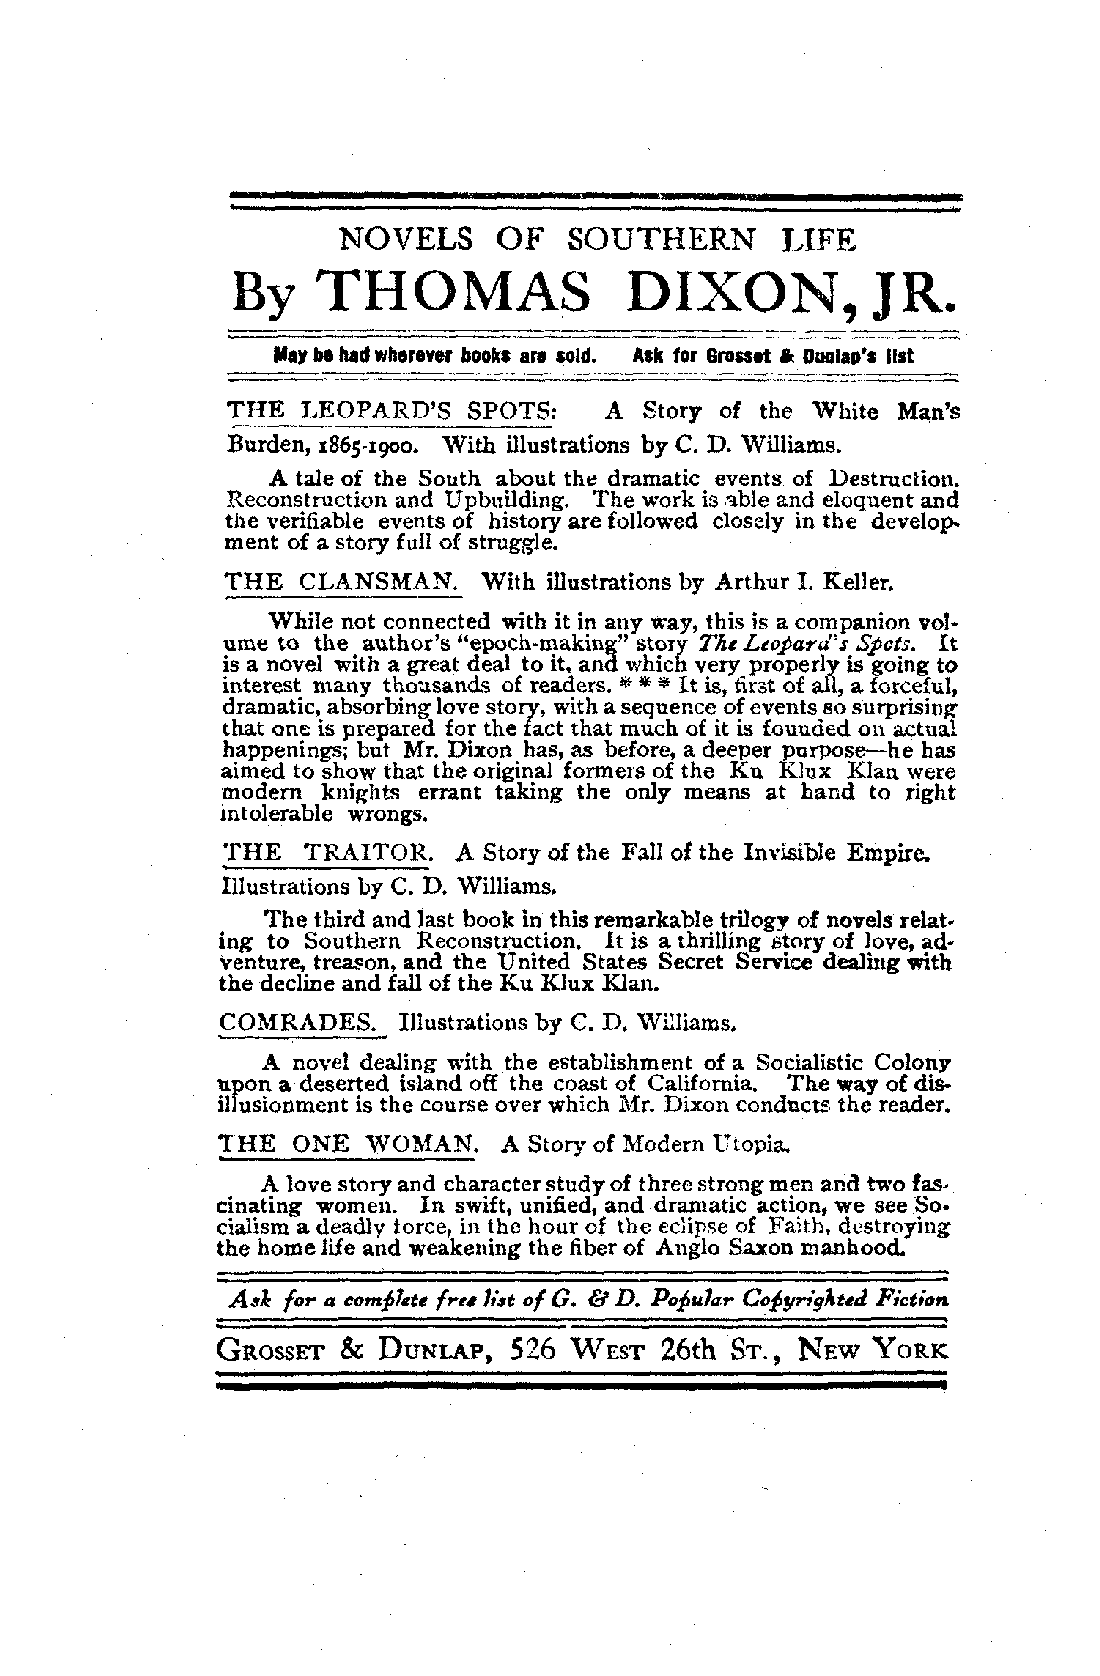 NOVELS OF SOUTHERN LIFE
By THOMAS DIXON, JR.
May be had wherever books are sold. Ask for Grosset & Dunlap's list
THE LEOPARD'S SPOTS: A Story of the White Man's
Burden, 1865-1900. With illustrations by C. D. Williams.
A tale of the South about the dramatic events of Destruction.
Reconstruction and Upbuilding. The work is able and eloquent and
the verifiable events of history are followed closely in the develop-
ment of a story full of struggle.
THE CLANSMAN. With illustrations by Arthur I. Keller.
While not connected with it in any way, this is a companion vol-
ume to the author's "epoch-making" story The Leopard's Spots. It
is a novel with a great deal to it, and which very properly is going to
interest many thousands of readers. * * * It is, first of all, a forceful,
dramatic, absorbing love story, with a sequence of events so surprising
that one is prepared for the fact that much of it is founded on actual
happenings; but Mr. Dixon has, as before, a deeper purpose—he has
aimed to show that the original formers of the Ku Klux Klan were
modern knights errant taking the only means at hand to right
intolerable wrongs.
THE TRAITOR. A Story of the Fall of the Invisible Empire.
Illustrations by C. D. Williams.
The third and last book in this remarkable trilogy of novels relat-
ing to Southern Reconstruction. It is a thrilling story of love, ad-
venture, treason, and the United States Secret Service dealing with
the decline and fall of the Ku Klux Klan.
COMRADES. Illustrations by C. D. Williams.
A novel dealing with the establishment of a Socialistic Colony
upon a deserted island off the coast of California. The way of dis-
illusionment is the course over which Mr. Dixon conducts the reader.
THE ONE WOMAN. A Story of Modern Utopia.
A love story and character study of three strong men and two fas-
cinating women. In swift, unified, and dramatic action, we see So-
cialism a deadly force, in the hour of the eclipse of Faith, destroying
the home life and weakening the fiber of Anglo Saxon manhood.
Ask for a complete free list of G. & D. Popular Copyrighted Fiction
GROSSET & DUNLAP, 526 WEST 26th ST., NEW YORK